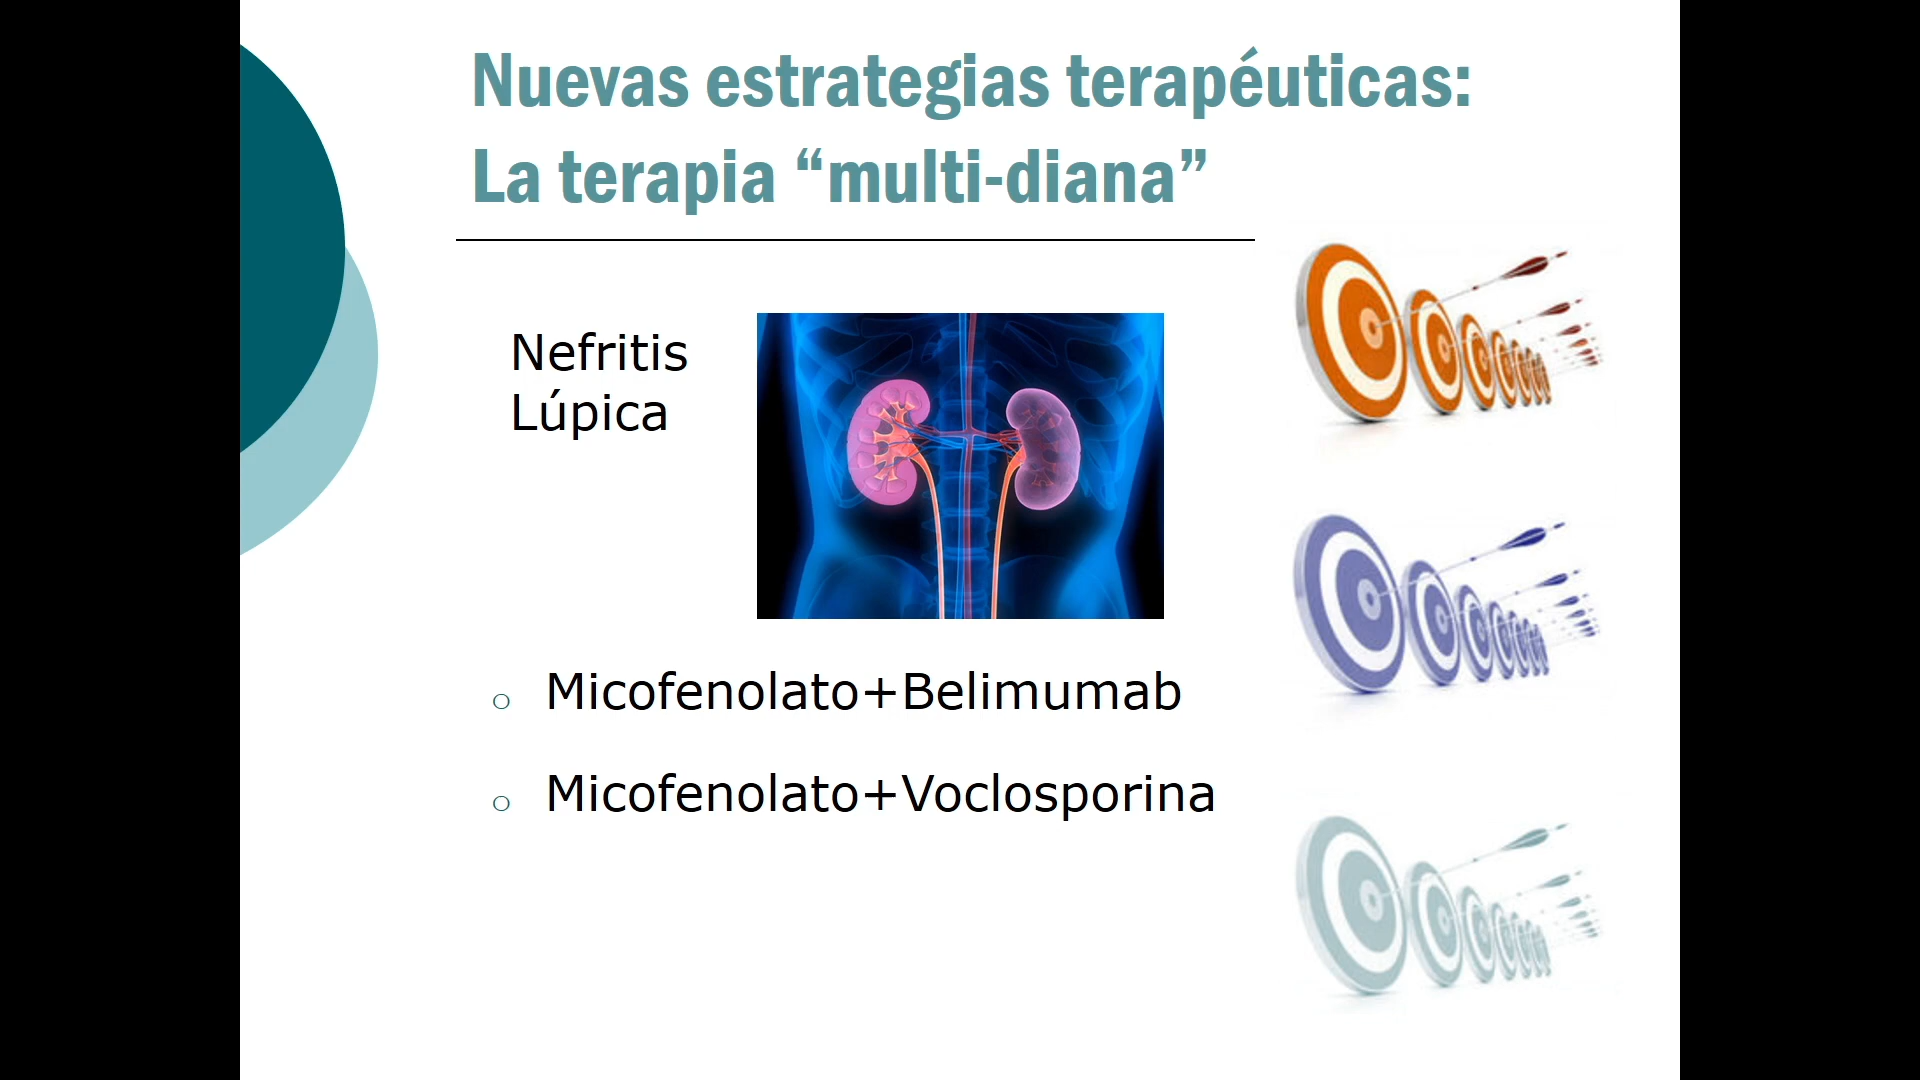 Nuevas estrategias terapéuticas:
La terapia “multi-diana”
Nefritis
Lúpica
Micofenolato+Belimumab
Micofenolato+Voclosporina